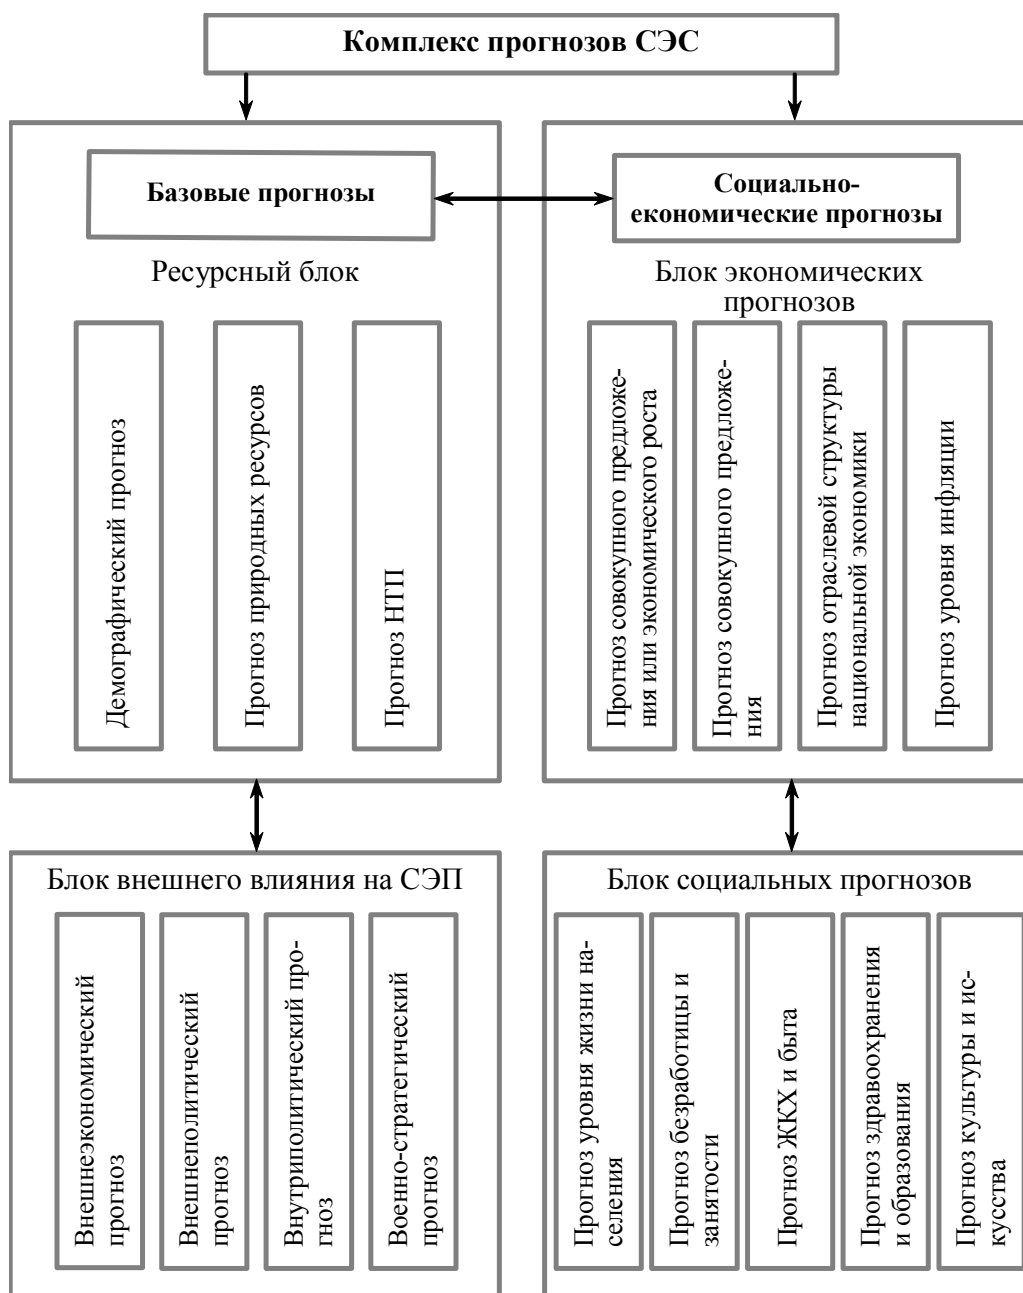 Комплекс прогнозов СЭС
Базовые прогнозы
Социально-
економические прогнозы
Ресурсный блок
Блок экономических
прогнозов
Демографический прогноз
Прогноз природных ресурсов
Прогноз НТП
Прогноз совокупного предложе-
ния или экономического роста
Прогноз совокупного предложе-
ния
Прогноз отраслевой структуры
национальной экономики
Прогноз уровня инфляции
Блок внешнего влияния на СЭП
Блок социальных прогнозов
Внешнеэкономический
прогноз
Внешнеполитический
прогноз
Внутриполитический про-
гноз
Военно-стратегический
прогноз
Прогноз уровня жизни на-
селения
Прогноз безработицы и
занятости
Прогноз ЖКХ и быта
Прогноз здравоохранения
и образования
Прогноз культуры и ис-
кусства